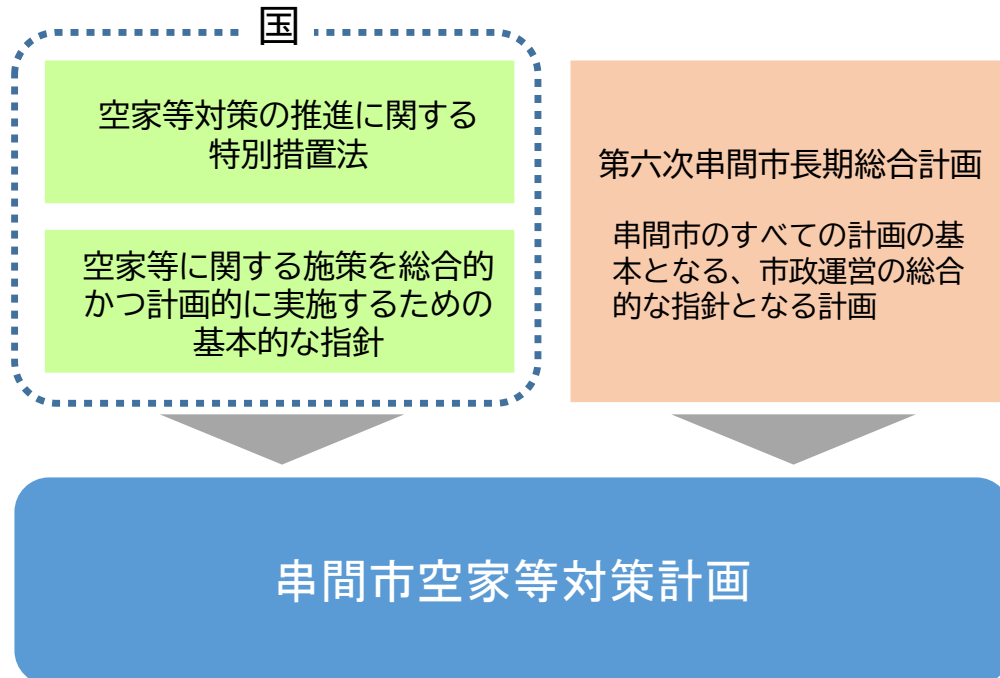 国
空家等対策の推進に関する
特別措置法
空家等に関する施策を総合的
かつ計画的に実施するための
基本的な指針
第六次串間市長期総合計画
串間市のすべての計画の基
本となる、市政運営の総合
的な指針となる計画
串間市空家等対策計画